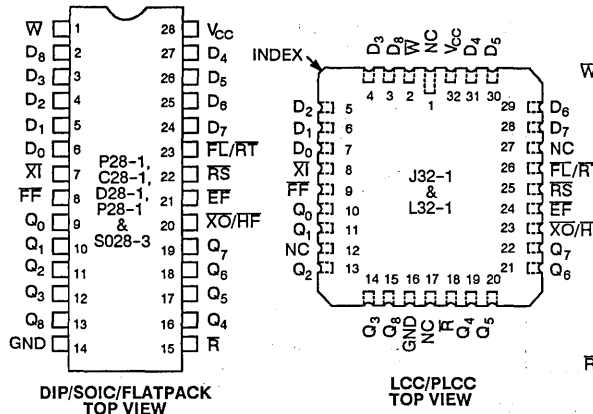 W̅ 1 28 VCC
D8 2 27 D4
D3 3 26 D5
D2 4 25 D6
D1 5 24 D7
D0 6 23 F̅L̅/R̅T̅
X̅I̅ 7 22 R̅S̅
F̅F̅ 8 21 E̅F̅
Q0 9 20 X̅O̅/H̅F̅
Q1 10 19 Q7
Q2 11 18 Q6
Q3 12 17 Q5
Q8 13 16 Q4
GND 14 15 R̅
P28-1,
C28-1,
D28-1,
P28-1
&
S028-3
DIP/SOIC/FLATPACK
TOP VIEW
INDEX
D3 D8 W̅ NC VCC D4 D5
4 3 2 1 32 31 30
D2 5 29 D6
D1 6 28 D7
D0 7 27 NC
X̅I̅ 8 26 F̅L̅/R̅
F̅F̅ 9 25 R̅S̅
Q0 10 24 E̅F̅
Q1 11 23 X̅O̅/H̅
NC 12 22 Q7
Q2 13 21 Q6
J32-1
&
L32-1
14 15 16 17 18 19 20
Q3 Q8 GND NC R̅ Q4 Q5
LCC/PLCC
TOP VIEW
W̅
R̅